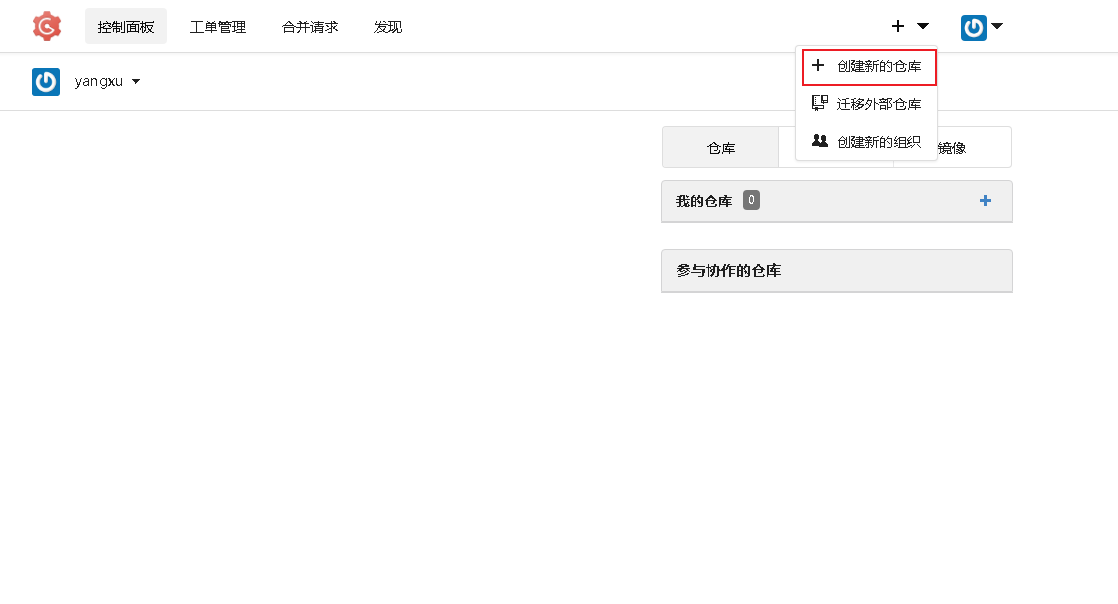 控制面板 工单管理 合并请求 发现
yangxu
创建新的仓库
迁移外部仓库
创建新的组织
仓库 镜像
我的仓库 0
参与协作的仓库